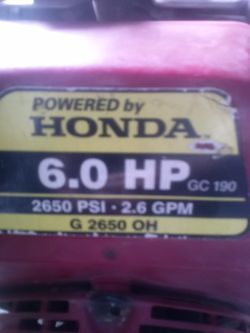 POWERED by
HONDA
6.0 HP GC 190
2650 PSI • 2.6 GPM
G 2650 OH